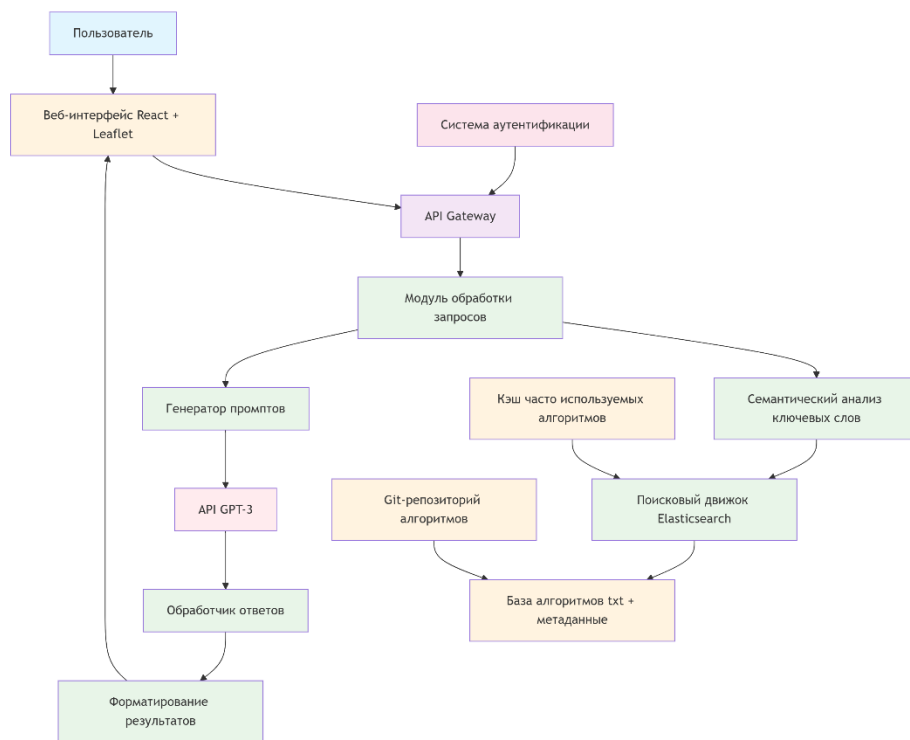 Пользователь
Веб-интерфейс React +
Leaflet
Система аутентификации
API Gateway
Модуль обработки
запросов
Генератор промптов
Кэш часто используемых
алгоритмов
Семантический анализ
ключевых слов
API GPT-3
Git-репозиторий
алгоритмов
Поисковый движок
Elasticsearch
Обработчик ответов
База алгоритмов txt +
метаданные
Форматирование
результатов